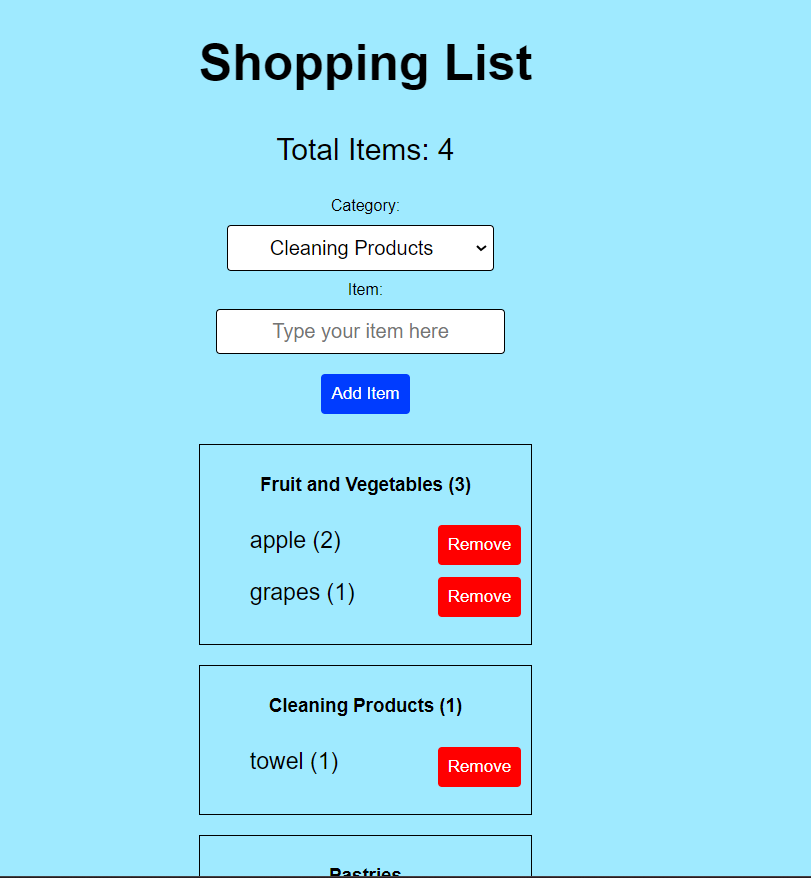 Shopping List
Total Items: 4
Category:
Cleaning Products
Item:
Type your item here
Add Item
Fruit and Vegetables (3)
apple (2) Remove
grapes (1) Remove
Cleaning Products (1)
towel (1) Remove
Pastries